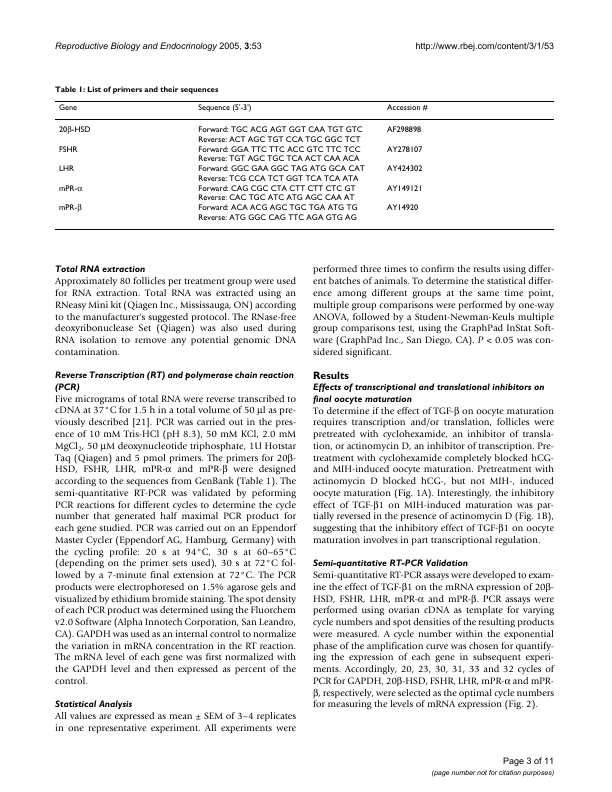 Reproductive Biology and Endocrinology 2005, 3:53
http://www.rbej.com/content/3/1/53
Table 1: List of primers and their sequences
Gene Sequence (5'-3') Accession #
20β-HSD Forward: TGC ACG AGT GGT CAA TGT GTC AF298898
Reverse: ACT AGC TGT CCA TGC GGC TCT
FSHR Forward: GGA TTC TTC ACC GTC TTC TCC AY278107
Reverse: TGT AGC TGC TCA ACT CAA ACA
LHR Forward: GGC GAA GGC TAG ATG GCA CAT AY424302
Reverse: TCG CCA TCT GGT TCA TCA ATA
mPR-α Forward: CAG CGC CTA CTT CTT CTC GT AY149121
Reverse: CAC TGC ATC ATG AGC CAA AT
mPR-β Forward: ACA ACG AGC TGC TGA ATG TG AY14920
Reverse: ATG GGC CAG TTC AGA GTG AG
Total RNA extraction
Approximately 80 follicles per treatment group were used
for RNA extraction. Total RNA was extracted using an
RNeasy Mini kit (Qiagen Inc., Mississauga, ON) according
to the manufacturer's suggested protocol. The RNase-free
deoxyribonuclease Set (Qiagen) was also used during
RNA isolation to remove any potential genomic DNA
contamination.
Reverse Transcription (RT) and polymerase chain reaction
(PCR)
Five micrograms of total RNA were reverse transcribed to
cDNA at 37°C for 1.5 h in a total volume of 50 μl as pre-
viously described [21]. PCR was carried out in the pres-
ence of 10 mM Tris-HCl (pH 8.3), 50 mM KCl, 2.0 mM
MgCl2, 50 μM deoxynucleotide triphosphate, 1U Hotstar
Taq (Qiagen) and 5 pmol primers. The primers for 20β-
HSD, FSHR, LHR, mPR-α and mPR-β were designed
according to the sequences from GenBank (Table 1). The
semi-quantitative RT-PCR was validated by peforming
PCR reactions for different cycles to determine the cycle
number that generated half maximal PCR product for
each gene studied. PCR was carried out on an Eppendorf
Master Cycler (Eppendorf AG, Hamburg, Germany) with
the cycling profile: 20 s at 94°C, 30 s at 60–65°C
(depending on the primer sets used), 30 s at 72°C fol-
lowed by a 7-minute final extension at 72°C. The PCR
products were electrophoresed on 1.5% agarose gels and
visualized by ethidium bromide staining. The spot density
of each PCR product was determined using the Fluorchem
v2.0 Software (Alpha Innotech Corporation, San Leandro,
CA). GAPDH was used as an internal control to normalize
the variation in mRNA concentration in the RT reaction.
The mRNA level of each gene was first normalized with
the GAPDH level and then expressed as percent of the
control.
Statistical Analysis
All values are expressed as mean ± SEM of 3–4 replicates
in one representative experiment. All experiments were
performed three times to confirm the results using differ-
ent batches of animals. To determine the statistical differ-
ence among different groups at the same time point,
multiple group comparisons were performed by one-way
ANOVA, followed by a Student-Newman-Keuls multiple
group comparisons test, using the GraphPad InStat Soft-
ware (GraphPad Inc., San Diego, CA). P < 0.05 was con-
sidered significant.
Results
Effects of transcriptional and translational inhibitors on
final oocyte maturation
To determine if the effect of TGF-β on oocyte maturation
requires transcription and/or translation, follicles were
pretreated with cyclohexamide, an inhibitor of transla-
tion, or actinomycin D, an inhibitor of transcription. Pre-
treatment with cyclohexamide completely blocked hCG-
and MIH-induced oocyte maturation. Pretreatment with
actinomycin D blocked hCG-, but not MIH-, induced
oocyte maturation (Fig. 1A). Interestingly, the inhibitory
effect of TGF-β1 on MIH-induced maturation was par-
tially reversed in the presence of actinomycin D (Fig. 1B),
suggesting that the inhibitory effect of TGF-β1 on oocyte
maturation involves in part transcriptional regulation.
Semi-quantitative RT-PCR Validation
Semi-quantitative RT-PCR assays were developed to exam-
ine the effect of TGF-β1 on the mRNA expression of 20β-
HSD, FSHR, LHR, mPR-α and mPR-β. PCR assays were
performed using ovarian cDNA as template for varying
cycle numbers and spot densities of the resulting products
were measured. A cycle number within the exponential
phase of the amplification curve was chosen for quantify-
ing the expression of each gene in subsequent experi-
ments. Accordingly, 20, 23, 30, 31, 33 and 32 cycles of
PCR for GAPDH, 20β-HSD, FSHR, LHR, mPR-α and mPR-
β, respectively, were selected as the optimal cycle numbers
for measuring the levels of mRNA expression (Fig. 2).
Page 3 of 11
(page number not for citation purposes)